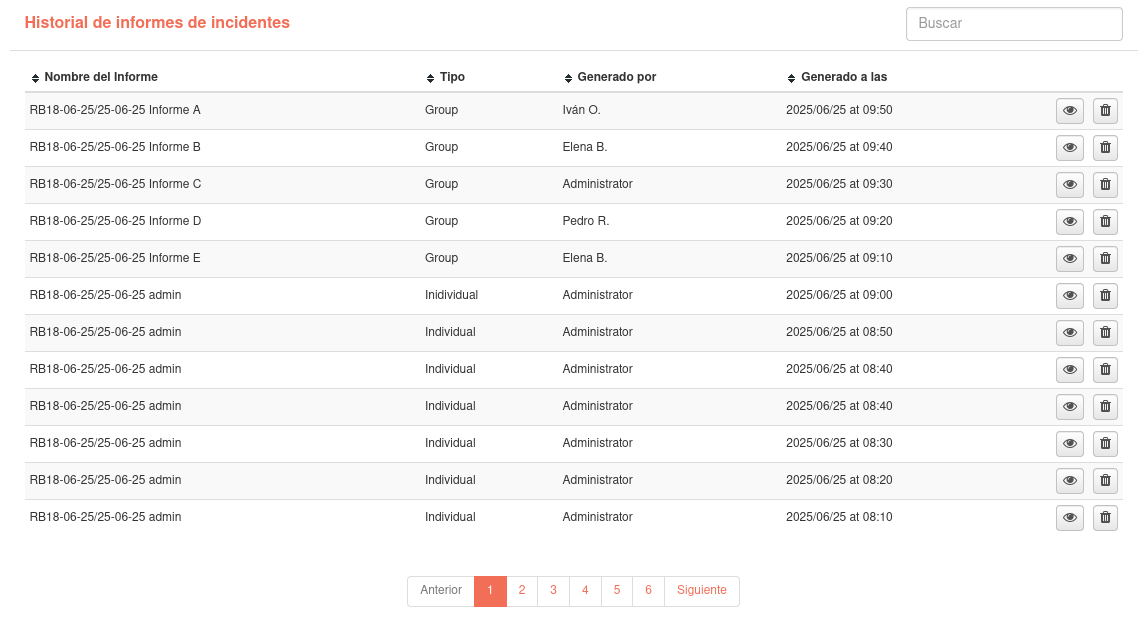 Historial de informes de incidentes
Buscar
Nombre del Informe Tipo Generado por Generado a las
RB18-06-25/25-06-25 Informe A Group Iván O. 2025/06/25 at 09:50
RB18-06-25/25-06-25 Informe B Group Elena B. 2025/06/25 at 09:40
RB18-06-25/25-06-25 Informe C Group Administrator 2025/06/25 at 09:30
RB18-06-25/25-06-25 Informe D Group Pedro R. 2025/06/25 at 09:20
RB18-06-25/25-06-25 Informe E Group Elena B. 2025/06/25 at 09:10
RB18-06-25/25-06-25 admin Inidividual Administrator 2025/06/25 at 09:00
RB18-06-25/25-06-25 admin Individual Administrator 2025/06/25 at 08:50
RB18-06-25/25-06-25 admin Individual Administrator 2025/06/25 at 08:40
RB18-06-25/25-06-25 admin Individual Administrator 2025/06/25 at 08:40
RB18-06-25/25-06-25 admin Individual Administrator 2025/06/25 at 08:30
RB18-06-25/25-06-25 admin Individual Administrator 2025/06/25 at 08:20
RB18-06-25/25-06-25 admin Individual Administrator 2025/06/25 at 08:10
Anterior 1 2 3 4 5 6 Siguiente